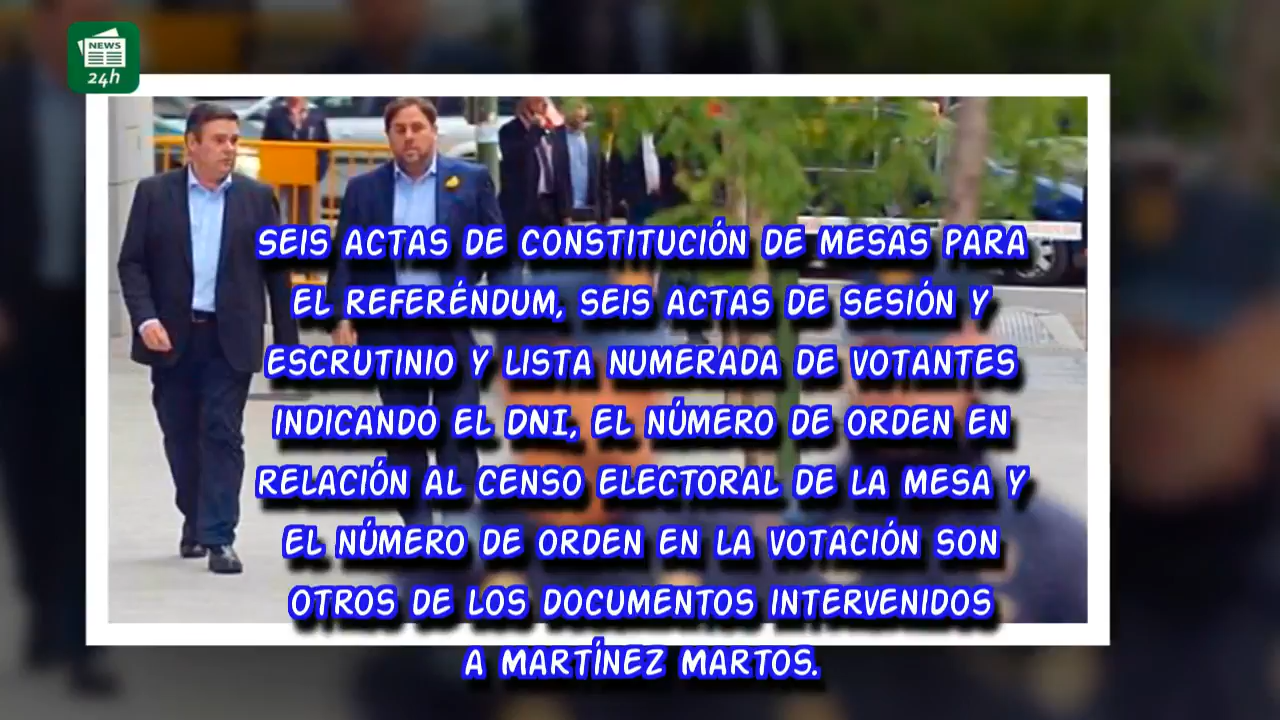 NEWS
24h
SEIS ACTAS DE CONSTITUCIÓN DE MESAS PARA
EL REFERÉNDUM, SEIS ACTAS DE SESIÓN Y
ESCRUTINIO Y LISTA NUMERADA DE VOTANTES
INDICANDO EL DNI, EL NÚMERO DE ORDEN EN
RELACIÓN AL CENSO ELECTORAL DE LA MESA Y
EL NÚMERO DE ORDEN EN LA VOTACIÓN SON
OTROS DE LOS DOCUMENTOS INTERVENIDOS
A MARTÍNEZ MARTOS.